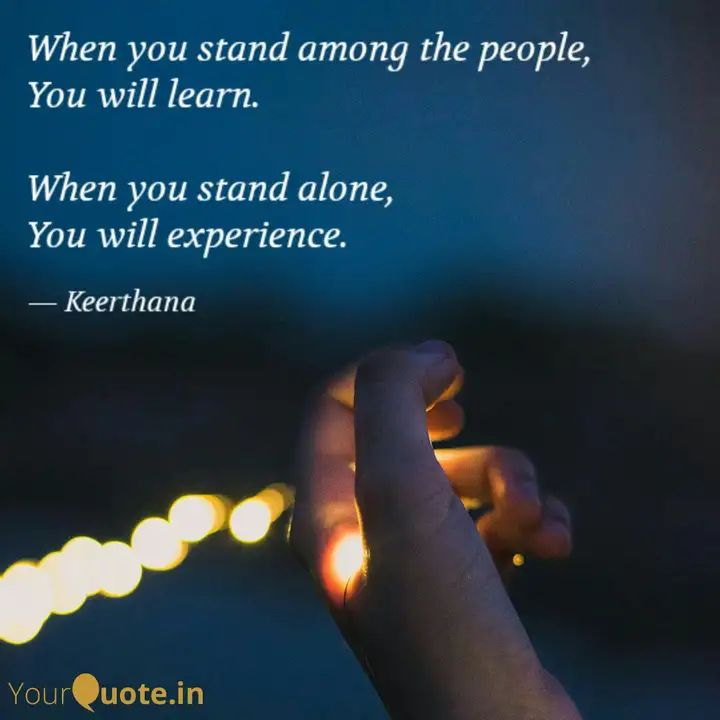 When you stand among the people,
You will learn.
When you stand alone,
You will experience.
— Keerthana
YourQuote.in